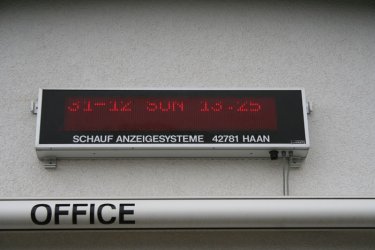 31-12 SUN 13:25
SCHAUF ANZEIGESYSTEME 42781 HAAN
OFFICE